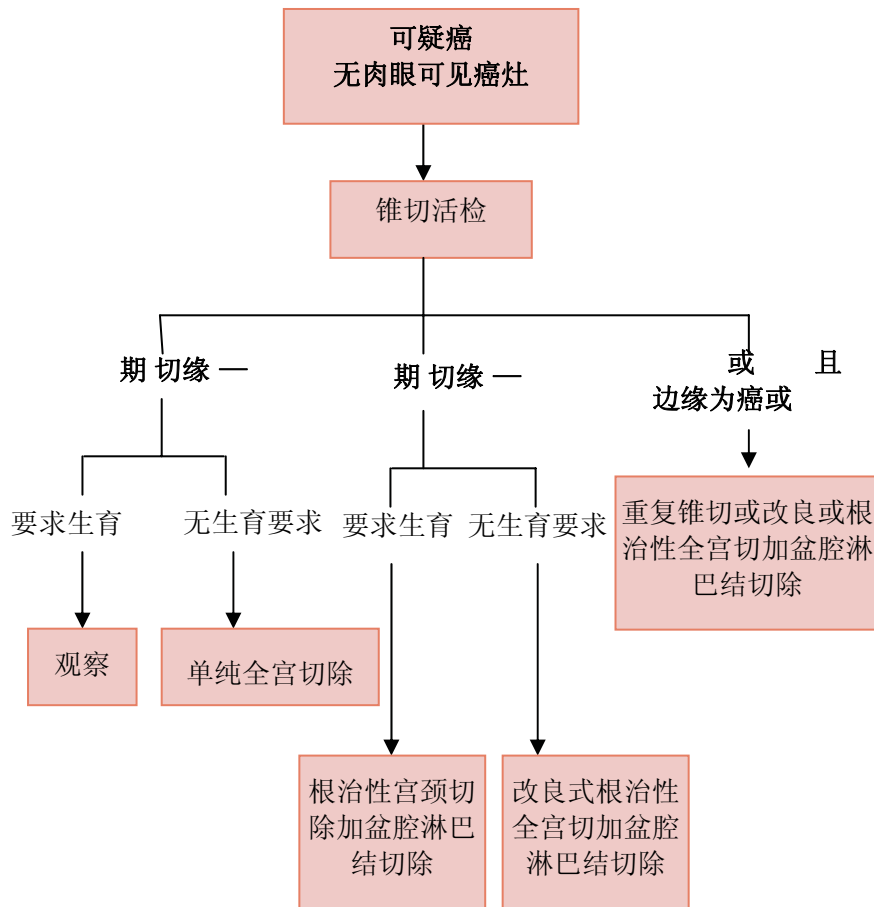 可疑癌
无肉眼可见癌灶
锥切活检
期 切缘 —
期 切缘 —
或 且
边缘为癌或
要求生育
无生育要求
要求生育
无生育要求
重复锥切或改良或根
治性全宫切加盆腔淋
巴结切除
观察
单纯全宫切除
根治性宫颈切
除加盆腔淋巴
结切除
改良式根治性
全宫切加盆腔
淋巴结切除